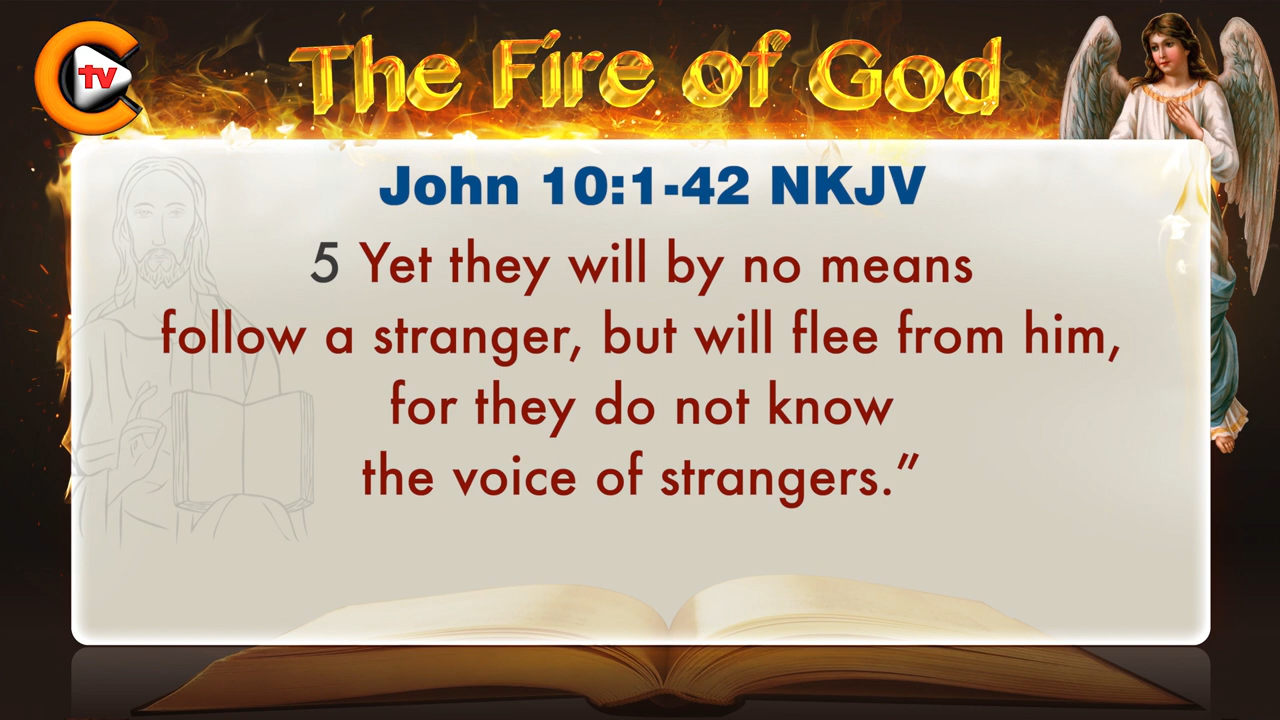 tv
The Fire of God
John 10:1-42 NKJV
5 Yet they will by no means
follow a stranger, but will flee from him,
for they do not know
the voice of strangers.”